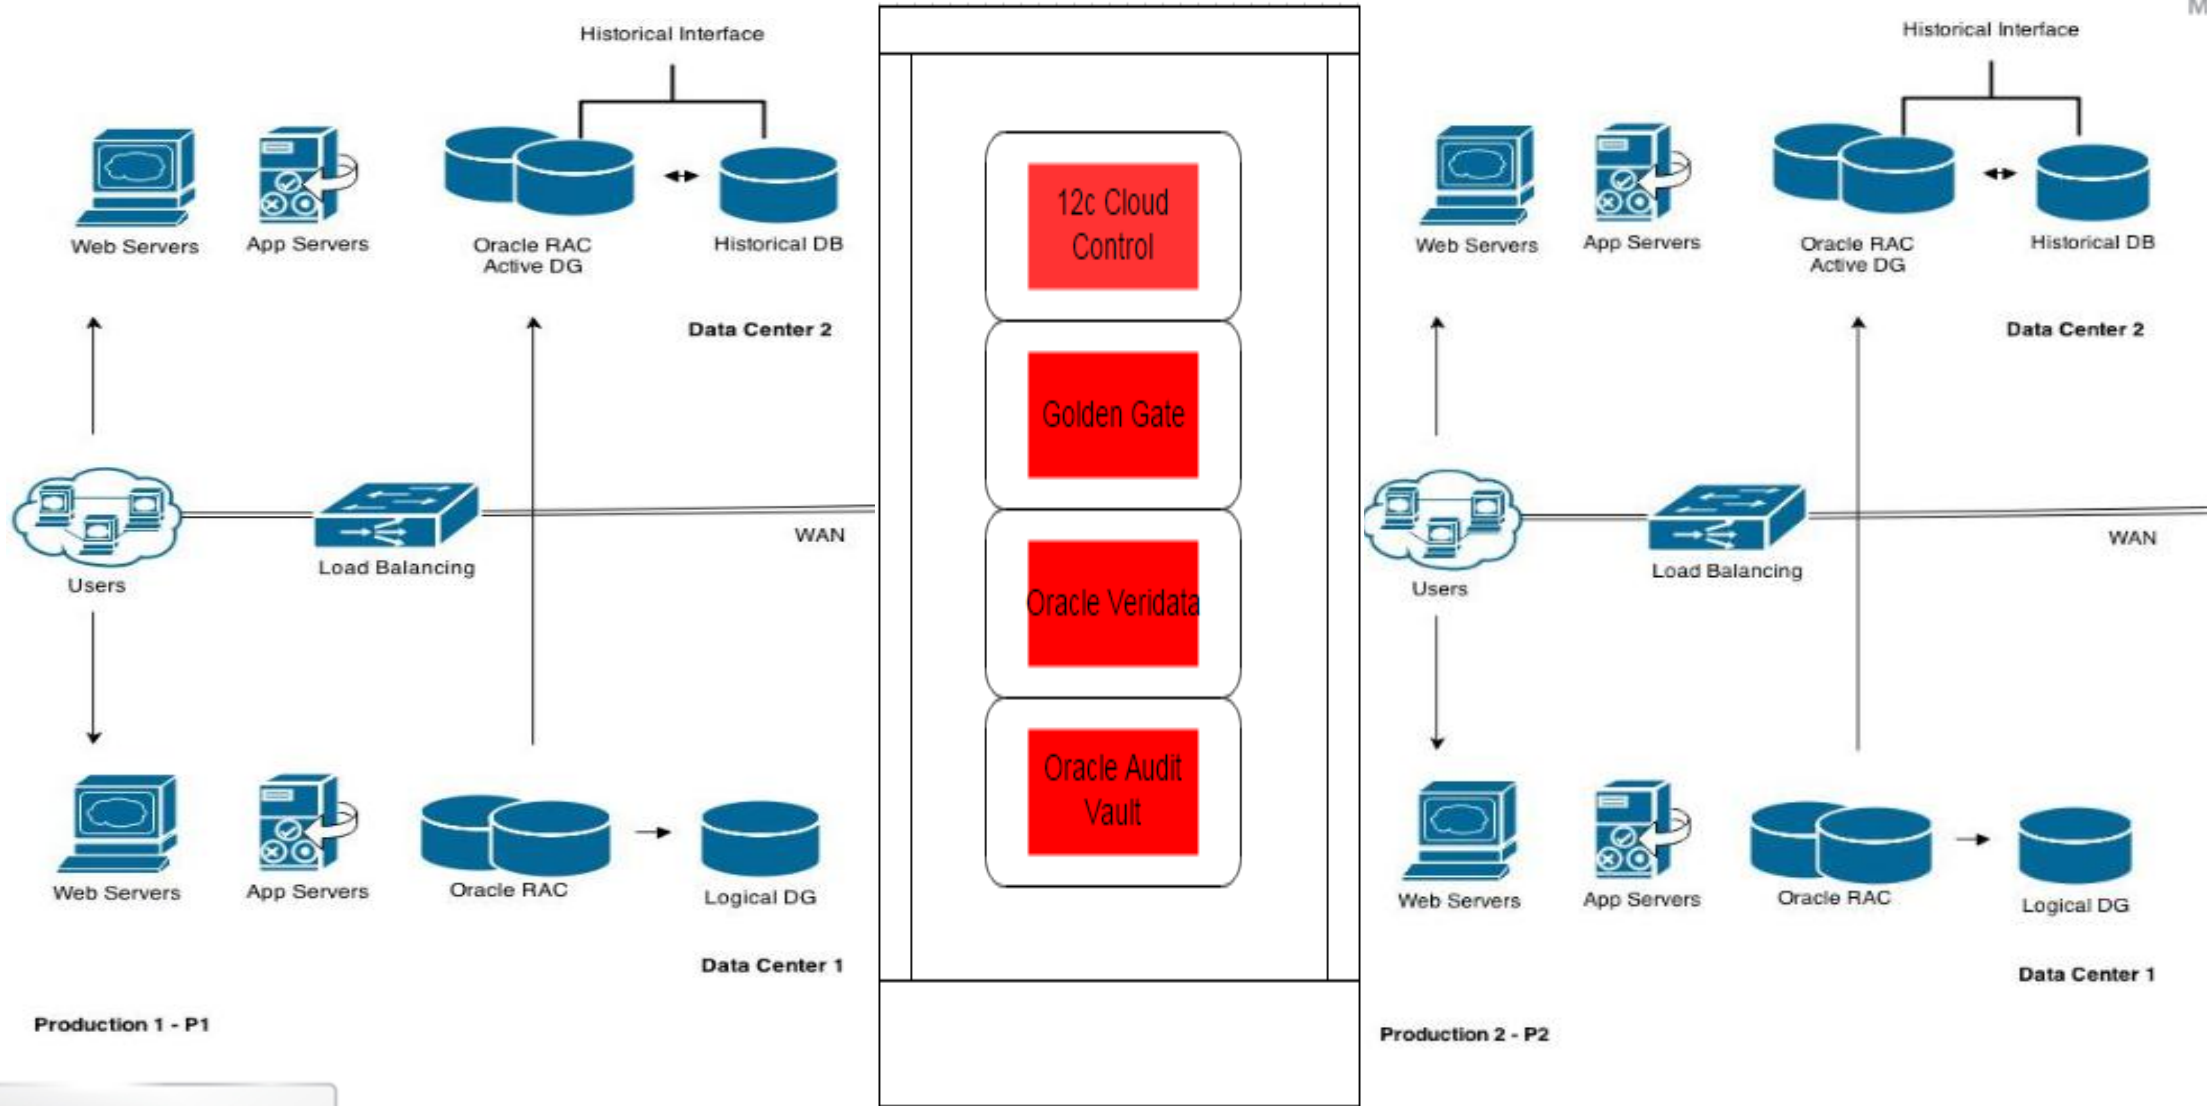 Historical Interface
Web Servers
App Servers
Oracle RAC
Active DG
Historical DB
Data Center 2
Users
Load Balancing
WAN
Web Servers
App Servers
Oracle RAC
Logical DG
Data Center 1
Production 1 - P1
12c Cloud
Control
Golden Gate
Oracle Veridata
Oracle Audit
Vault
Historical Interface
Web Servers
App Servers
Oracle RAC
Active DG
Historical DB
Data Center 2
Users
Load Balancing
WAN
Web Servers
App Servers
Oracle RAC
Logical DG
Data Center 1
Production 2 - P2